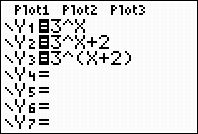 Plot1 Plot2 Plot3
\Y1=3^X
\Y2=3^X+2
\Y3=3^(X+2)
\Y4=
\Y5=
\Y6=
\Y7=